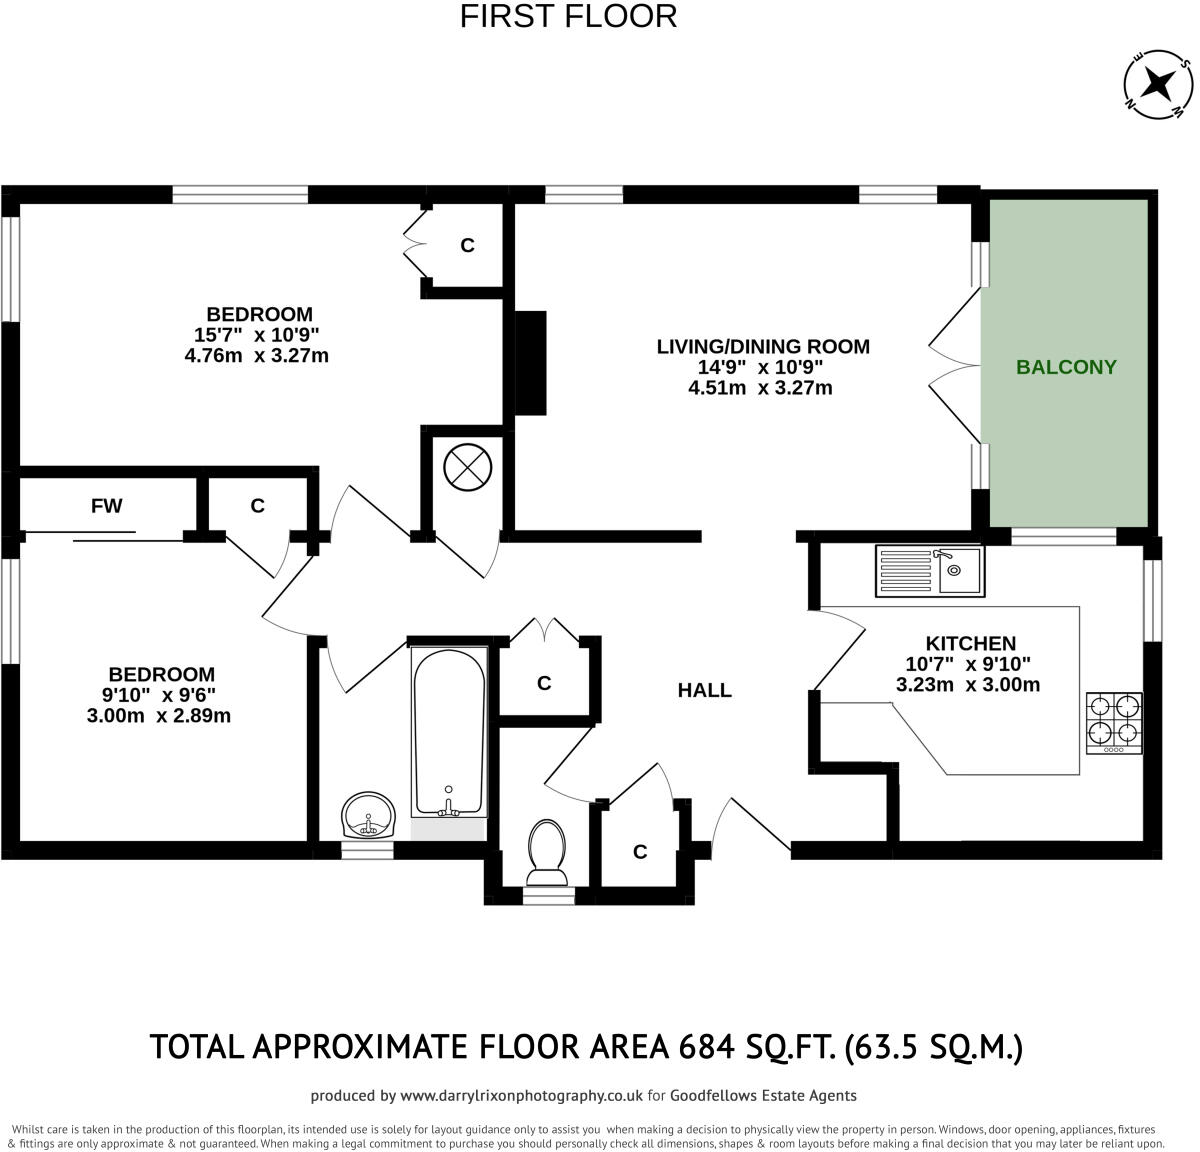 FIRST FLOOR
E
S
N
W
C
BEDROOM
15'7" x 10'9"
4.76m x 3.27m
LIVING/DINING ROOM
14'9" x 10'9"
4.51m x 3.27m
BALCONY
FW
C
BEDROOM
9'10" x 9'6"
3.00m x 2.89m
C
HALL
KITCHEN
10'7" x 9'10"
3.23m x 3.00m
C
TOTAL APPROXIMATE FLOOR AREA 684 SQ.FT. (63.5 SQ.M.)
produced by www.darrylrixonphotography.co.uk for Goodfellows Estate Agents
Whilst care is taken in the production of this floorplan, its intended use is solely for layout guidance only to assist you when making a decision to physically view the property in person. Windows, door opening, appliances, fixtures
& fittings are only approximate & not guaranteed. When making a legal commitment to purchase you should personally check all dimensions, shapes & room layouts before making a final decision that you may later be reliant upon.